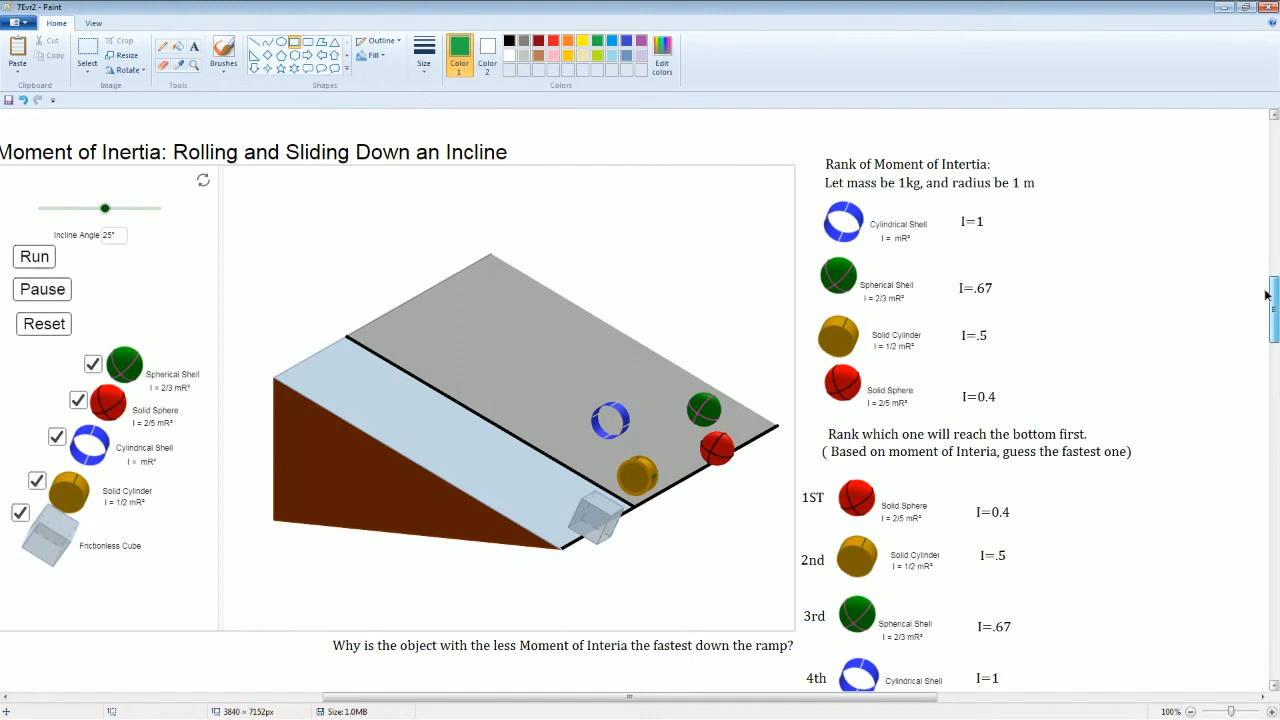 7Evr2 - Paint
Home View
Paste
Cut
Copy
Clipboard
Select
Crop
Resize
Rotate
Image
A
Tools
Brushes
Shapes
Outline
Fill
Size
Color 1
Color 2
Edit colors
Colors
Moment of Inertia: Rolling and Sliding Down an Incline
Incline Angle 25°
Run
Pause
Reset
Spherical Shell
I = 2/3 mR²
Solid Sphere
I = 2/5 mR²
Cylindrical Shell
I = mR²
Solid Cylinder
I = 1/2 mR²
Frictionless Cube
Why is the object with the less Moment of Interia the fastest down the ramp?
Rank of Moment of Intertia:
Let mass be 1kg, and radius be 1 m
Cylindrical Shell
I = mR²
I=1
Spherical Shell
I = 2/3 mR²
I=.67
Solid Cylinder
I = 1/2 mR²
I=.5
Solid Sphere
I = 2/5 mR²
I=0.4
Rank which one will reach the bottom first.
( Based on moment of Interia, guess the fastest one)
1ST
Solid Sphere
I = 2/5 mR²
I=0.4
2nd
Solid Cylinder
I = 1/2 mR²
I=.5
3rd
Spherical Shell
I = 2/3 mR²
I=.67
4th
Cylindrical Shell
I=1
3840 × 7152px
Size: 1.0MB
100%